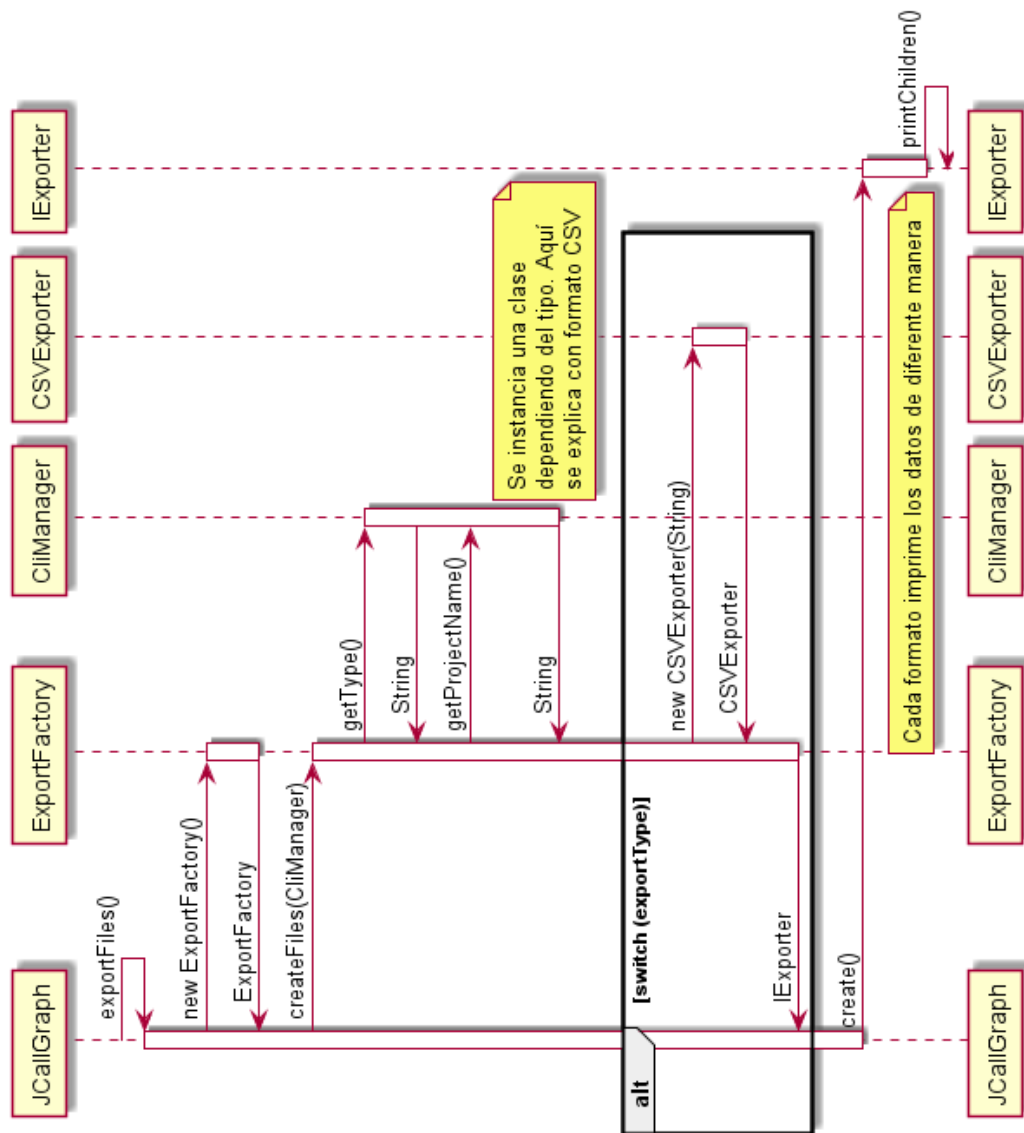 JCallGraph
ExportFactory
CliManager
CSVExporter
IExporter
exportFiles()
new ExportFactory()
ExportFactory
createFiles(CliManager)
getType()
String
getProjectName()
String
Se instancia una clase
dependiendo del tipo. Aquí
se explica con formato CSV
alt
[switch (exportType)]
new CSVExporter(String)
CSVExporter
IExporter
create()
printChildren()
Cada formato imprime los datos de diferente manera
JCallGraph
ExportFactory
CliManager
CSVExporter
IExporter